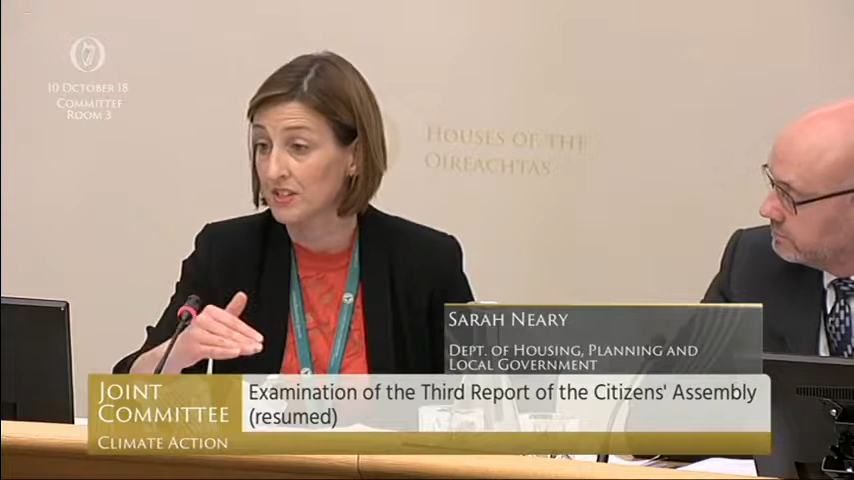 10 October 18
Committee
Room 3
Houses of the
Oireachtas
Sarah Neary
Dept. of Housing, Planning and
Local Government
Joint
Committee
Climate Action
Examination of the Third Report of the Citizens' Assembly
(resumed)